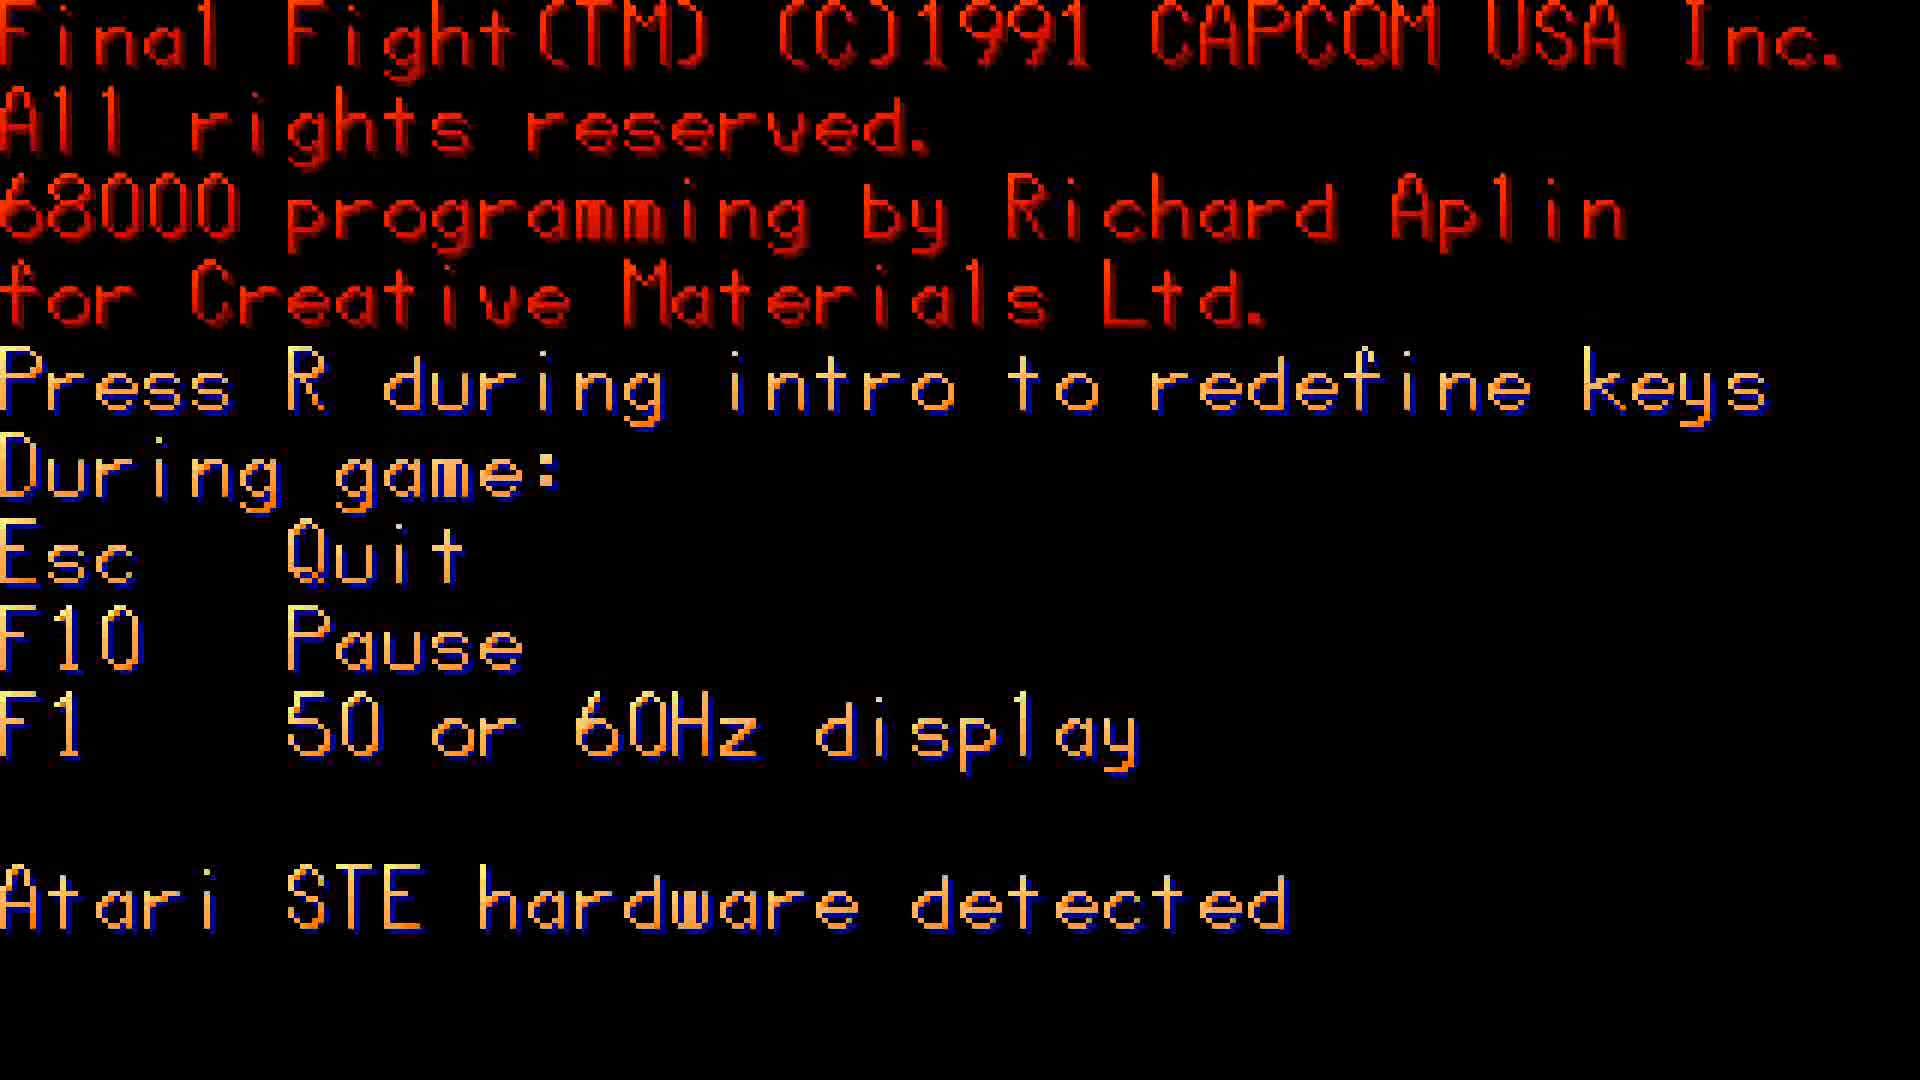 Final Fight(TM) (C)1991 CAPCOM USA Inc.
All rights reserved.
68000 programming by Richard Aplin
for Creative Materials Ltd.
Press R during intro to redefine keys
During game:
Esc   Quit
F10   Pause
F1    50 or 60Hz display
Atari STE hardware detected